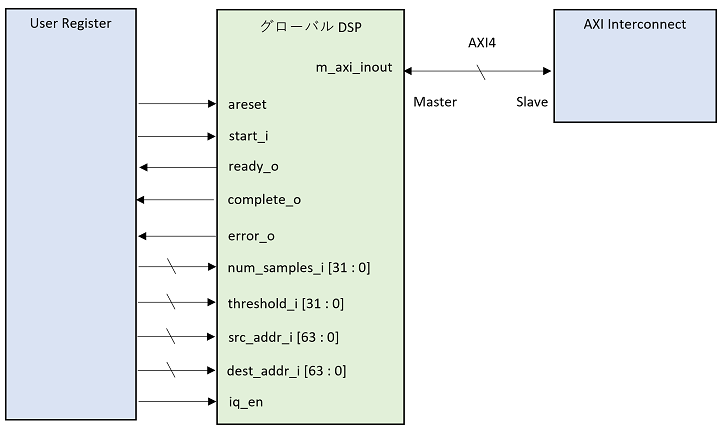 User Register
グローバル DSP
AXI Interconnect
AXI4
m_axi_inout
Master
Slave
areset
start_i
ready_o
complete_o
error_o
num_samples_i [31 : 0]
threshold_i [31 : 0]
src_addr_i [63 : 0]
dest_addr_i [63 : 0]
iq_en